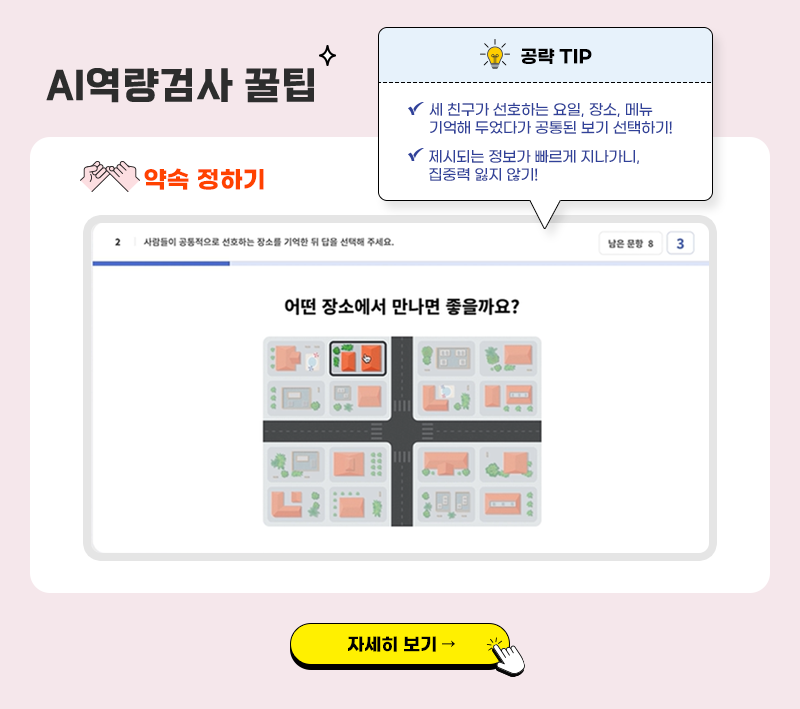 AI역량검사 꿀팁
공략 TIP
세 친구가 선호하는 요일, 장소, 메뉴
기억해 두었다가 공통된 보기 선택하기!
제시되는 정보가 빠르게 지나가니,
집중력 잃지 않기!
약속 정하기
2 사람들이 공통적으로 선호하는 장소를 기억한 뒤 답을 선택해 주세요.
남은 문항 8 3
어떤 장소에서 만나면 좋을까요?
자세히 보기 →